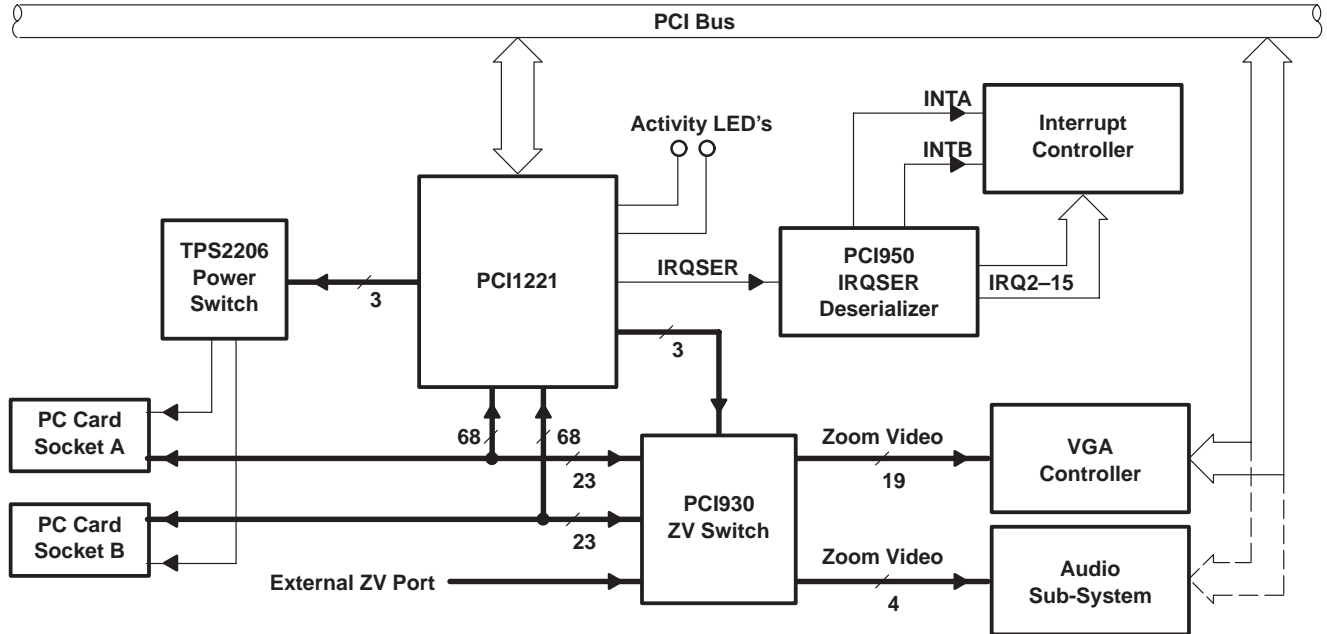 PCI Bus
Activity LED's
INTA
INTB
Interrupt
Controller
TPS2206
Power
Switch
3
PCI1221
IRQSER
PCI950
IRQSER
Deserializer
IRQ2–15
3
PC Card
Socket A
68
68
23
PCI930
ZV Switch
Zoom Video
19
VGA
Controller
PC Card
Socket B
23
External ZV Port
Zoom Video
4
Audio
Sub-System